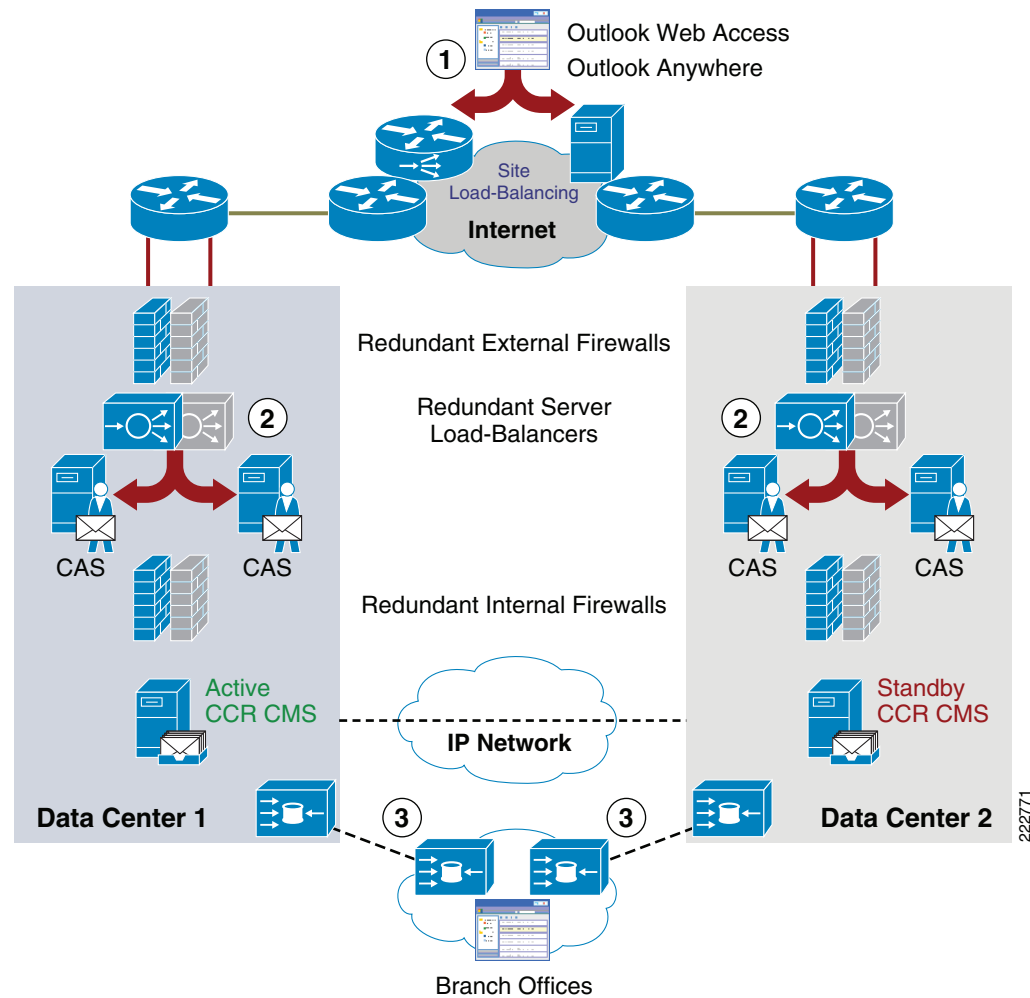 1
Outlook Web Access
Outlook Anywhere
Site
Load-Balancing
Internet
Redundant External Firewalls
2
Redundant Server
Load-Balancers
2
CAS
CAS
CAS
CAS
Redundant Internal Firewalls
Active
CCR CMS
IP Network
Standby
CCR CMS
Data Center 1
3
3
Data Center 2
222771
Branch Offices